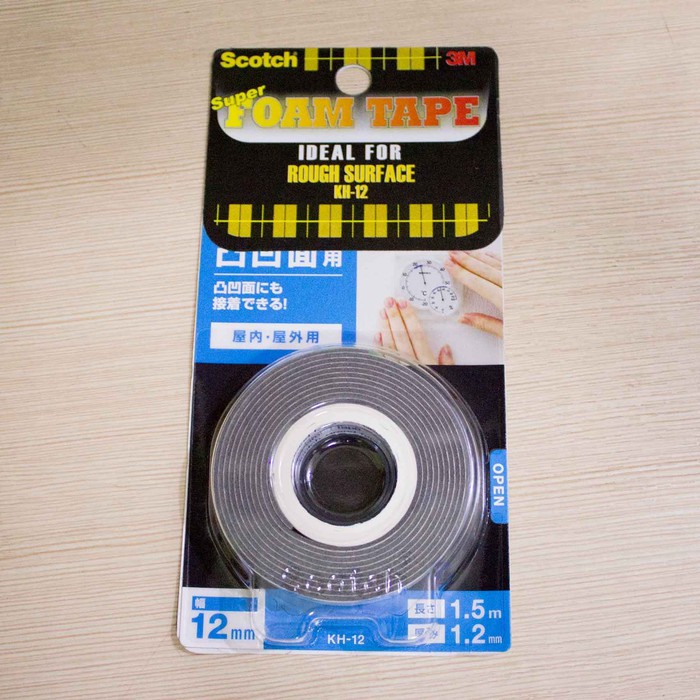 Scotch 3M
Super
FOAM TAPE
IDEAL FOR
ROUGH SURFACE
KH-12
凸凹面用
凸凹面にも
接着できる!
屋内・屋外用
OPEN
Scotch
幅
12mm
KH-12
長さ 1.5m
厚み 1.2mm